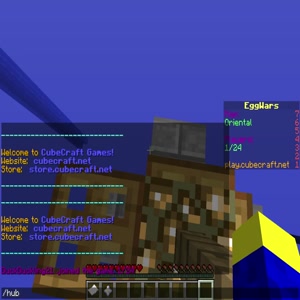 EggWars
Oriental
1/24
play.cubecraft.net
Welcome to CubeCraft Games!
Website: cubecraft.net
Store: store.cubecraft.net
Welcome to CubeCraft Games!
Website: cubecraft.net
Store: store.cubecraft.net
/hub